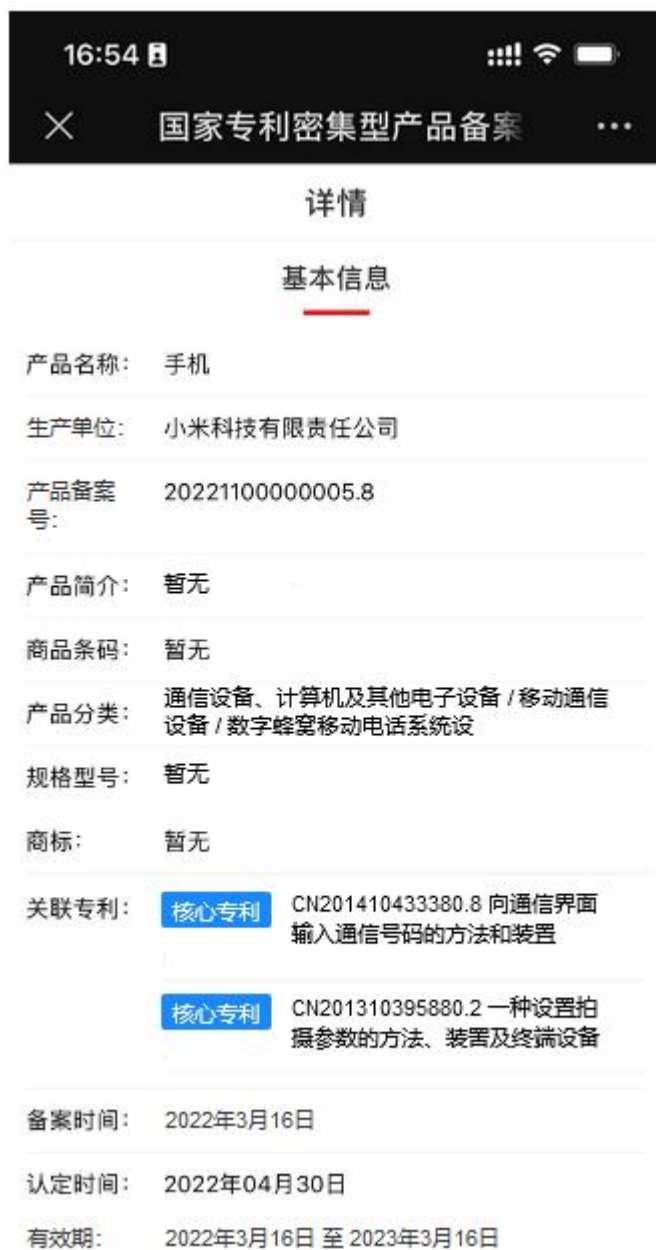 16:54
国家专利密集型产品备案
详情
基本信息
产品名称： 手机
生产单位： 小米科技有限责任公司
产品备案 202211100000005.8
号：
产品简介： 暂无
商品条码： 暂无
产品分类： 通信设备、计算机及其他电子设备 / 移动通信
设备 / 数字蜂窝移动电话系统设
规格型号： 暂无
商标： 暂无
关联专利： 核心专利 CN201410433380.8 向通信界面
输入通信号码的方法和装置
核心专利 CN201310395880.2 一种设置拍
摄参数的方法、装置及终端设备
备案时间： 2022年3月16日
认定时间： 2022年04月30日
有效期： 2022年3月16日 至 2023年3月16日